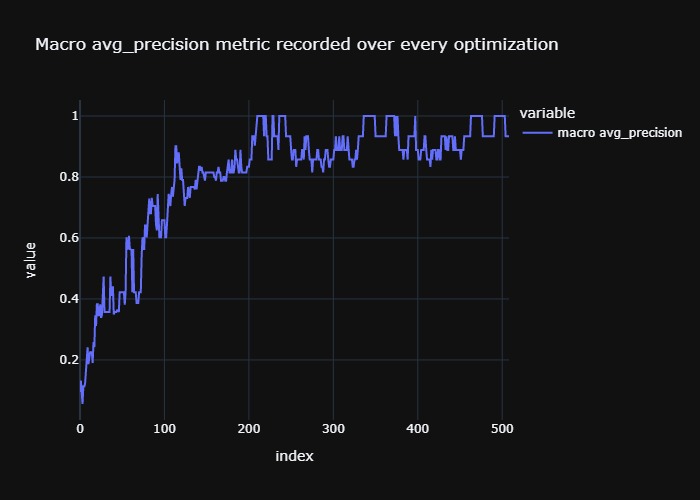 Macro avg_precision metric recorded over every optimization
variable
macro avg_precision
value
1
0.8
0.6
0.4
0.2
0 100 200 300 400 500
index